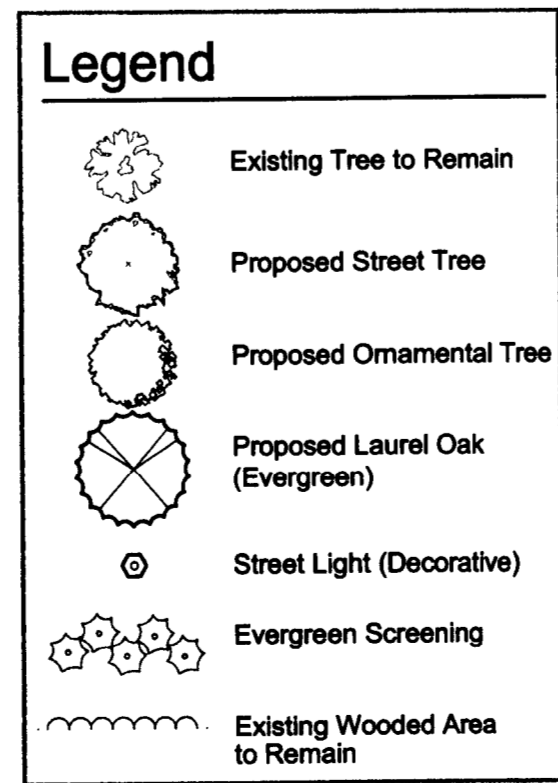 Legend
Existing Tree to Remain
Proposed Street Tree
Proposed Ornamental Tree
Proposed Laurel Oak
(Evergreen)
Street Light (Decorative)
Evergreen Screening
Existing Wooded Area
to Remain